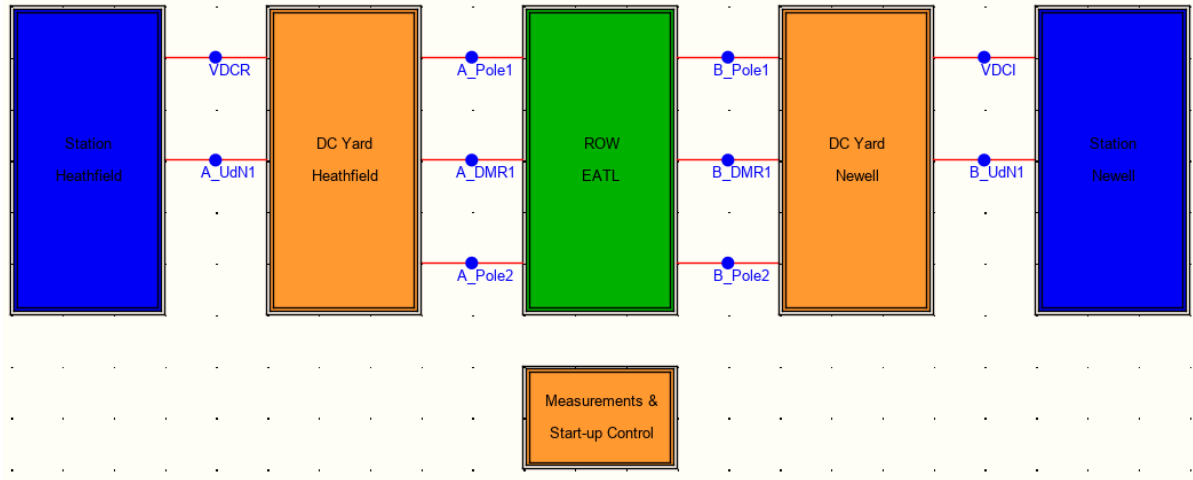 Station
Heathfield
VDCR
A_UdN1
DC Yard
Heathfield
A_Pole1
A_DMR1
A_Pole2
ROW
EATL
B_Pole1
B_DMR1
B_Pole2
DC Yard
Newell
VDCI
B_UdN1
Station
Newell
Measurements &
Start-up Control